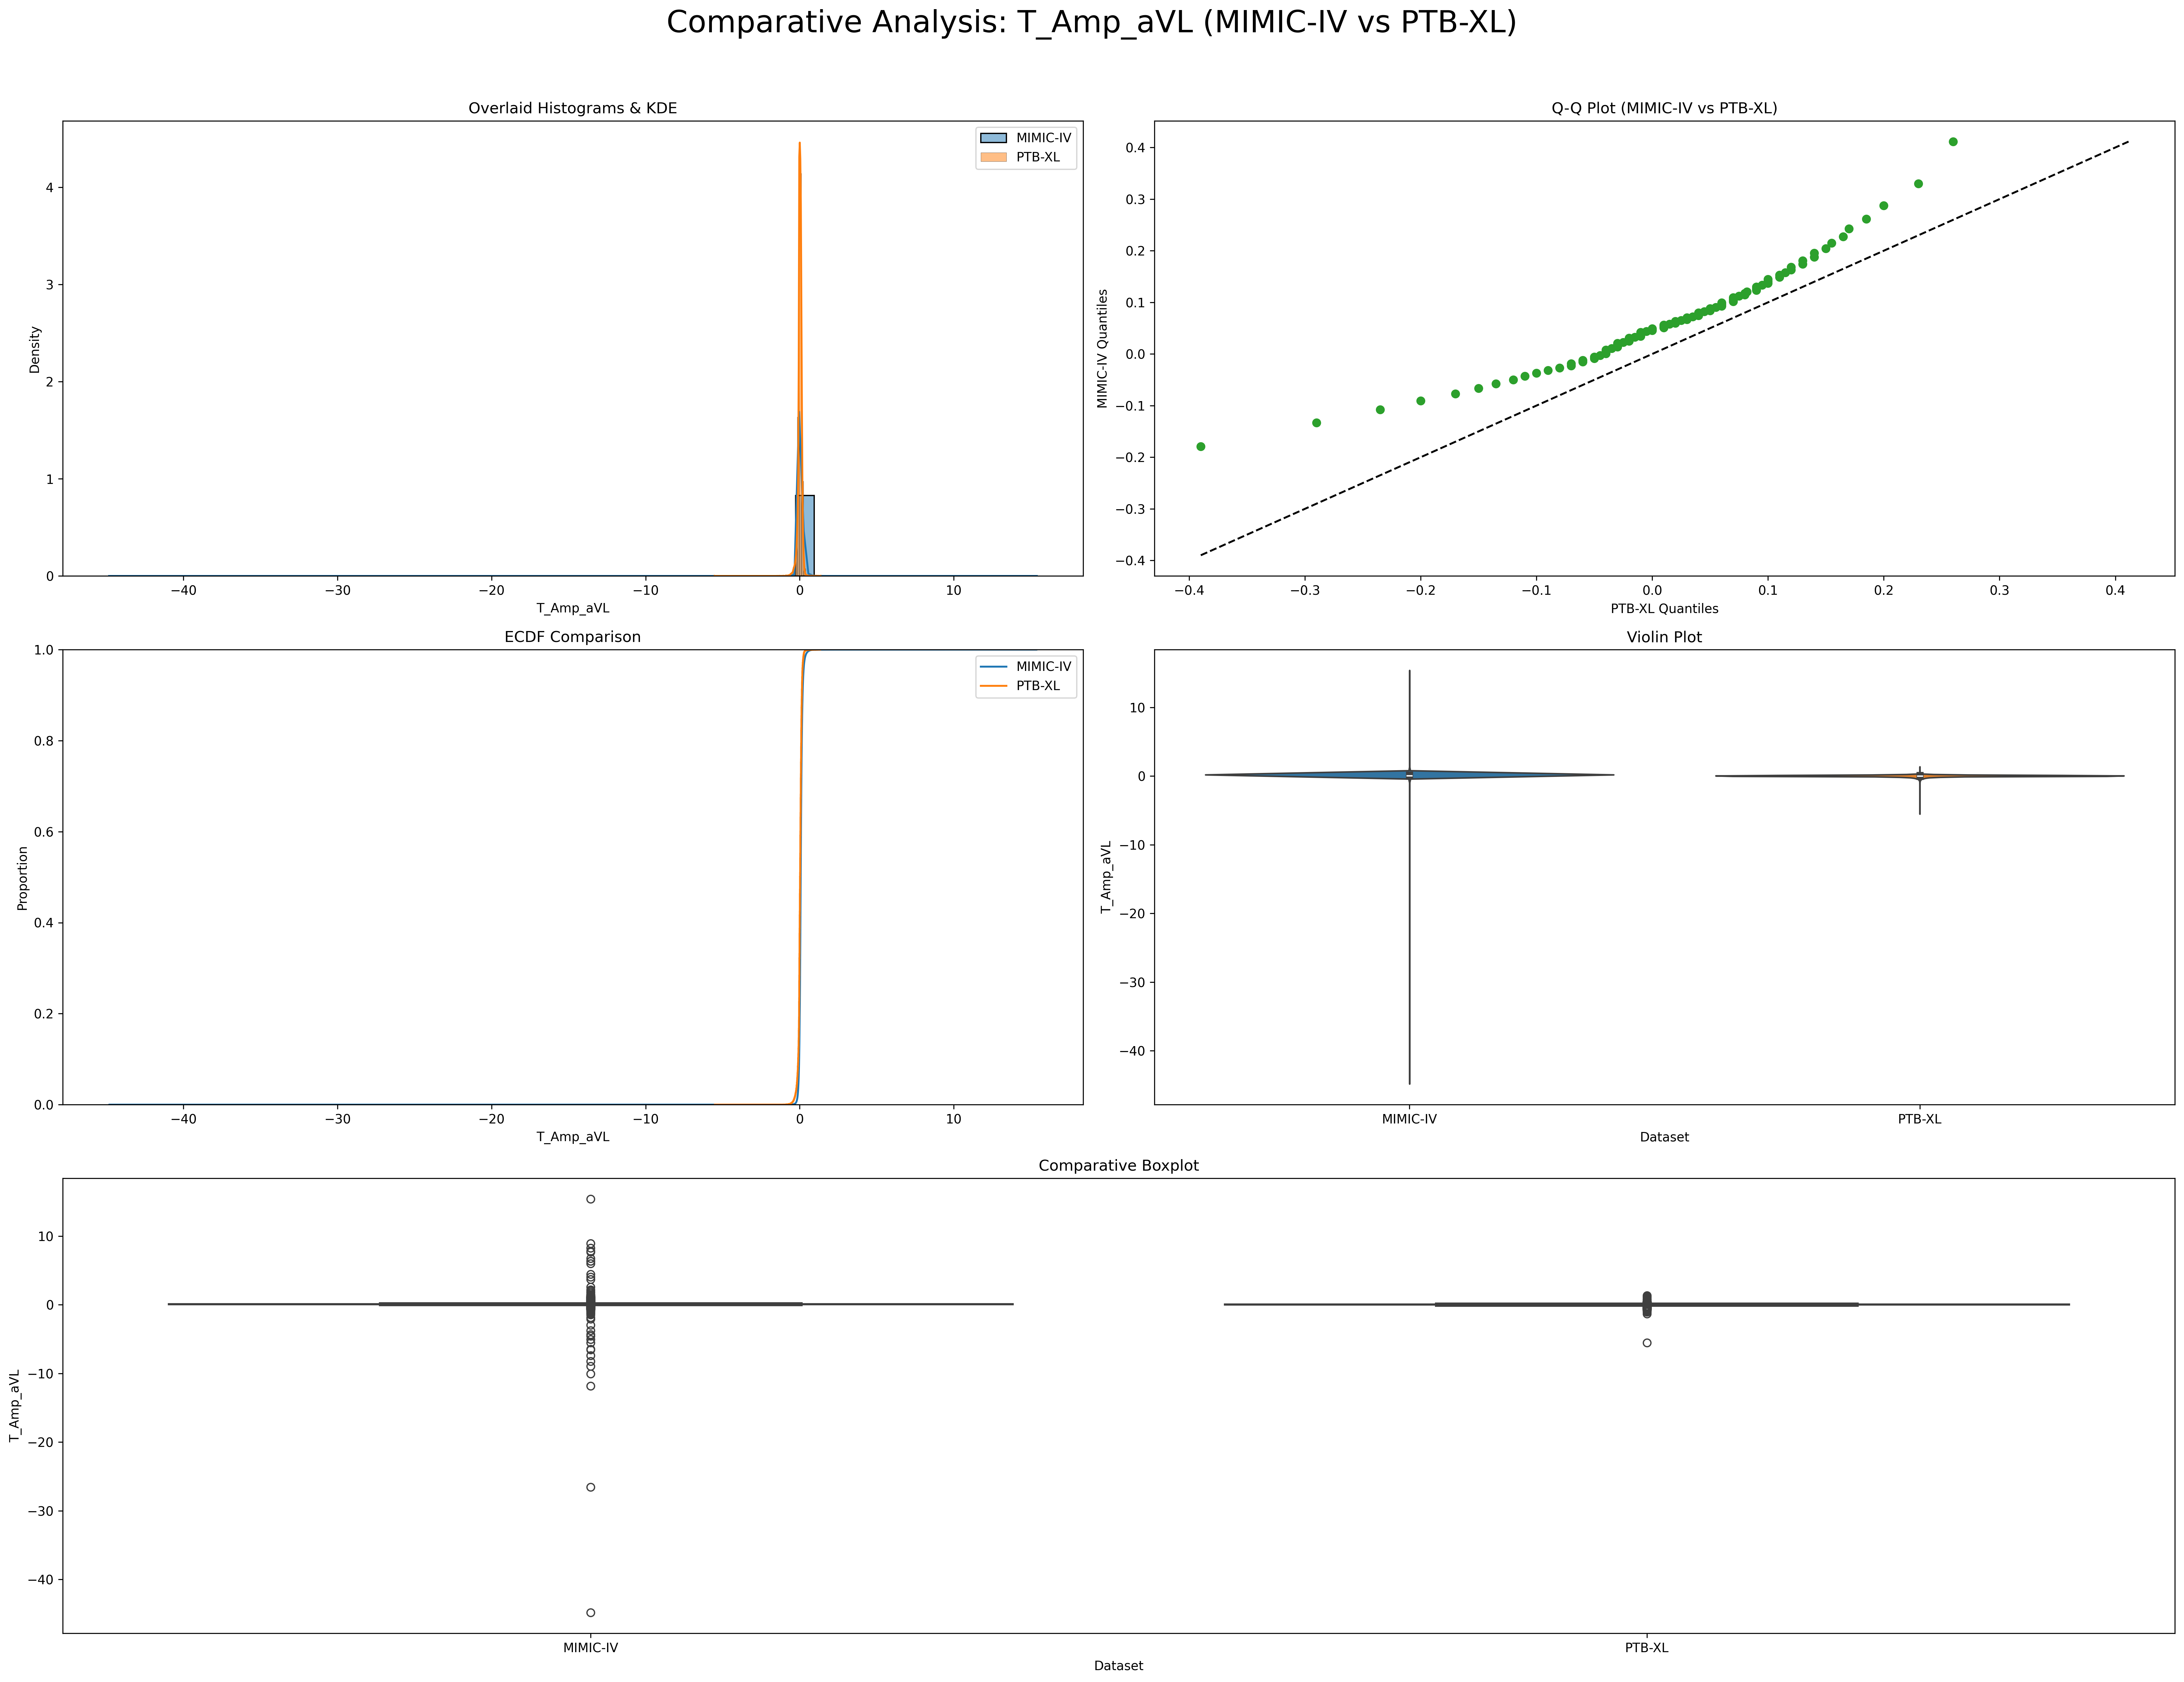 Comparative Analysis: T_Amp_aVL (MIMIC-IV vs PTB-XL)
Overlaid Histograms & KDE
MIMIC-IV
PTB-XL
Density
4
3
2
1
0
−40 −30 −20 −10 0 10
T_Amp_aVL
Q-Q Plot (MIMIC-IV vs PTB-XL)
MIMIC-IV Quantiles
0.4
0.3
0.2
0.1
0.0
−0.1
−0.2
−0.3
−0.4
−0.4 −0.3 −0.2 −0.1 0.0 0.1 0.2 0.3 0.4
PTB-XL Quantiles
ECDF Comparison
MIMIC-IV
PTB-XL
Proportion
1.0
0.8
0.6
0.4
0.2
0.0
−40 −30 −20 −10 0 10
T_Amp_aVL
Violin Plot
T_Amp_aVL
10
0
−10
−20
−30
−40
MIMIC-IV PTB-XL
Dataset
Comparative Boxplot
T_Amp_aVL
10
0
−10
−20
−30
−40
MIMIC-IV PTB-XL
Dataset